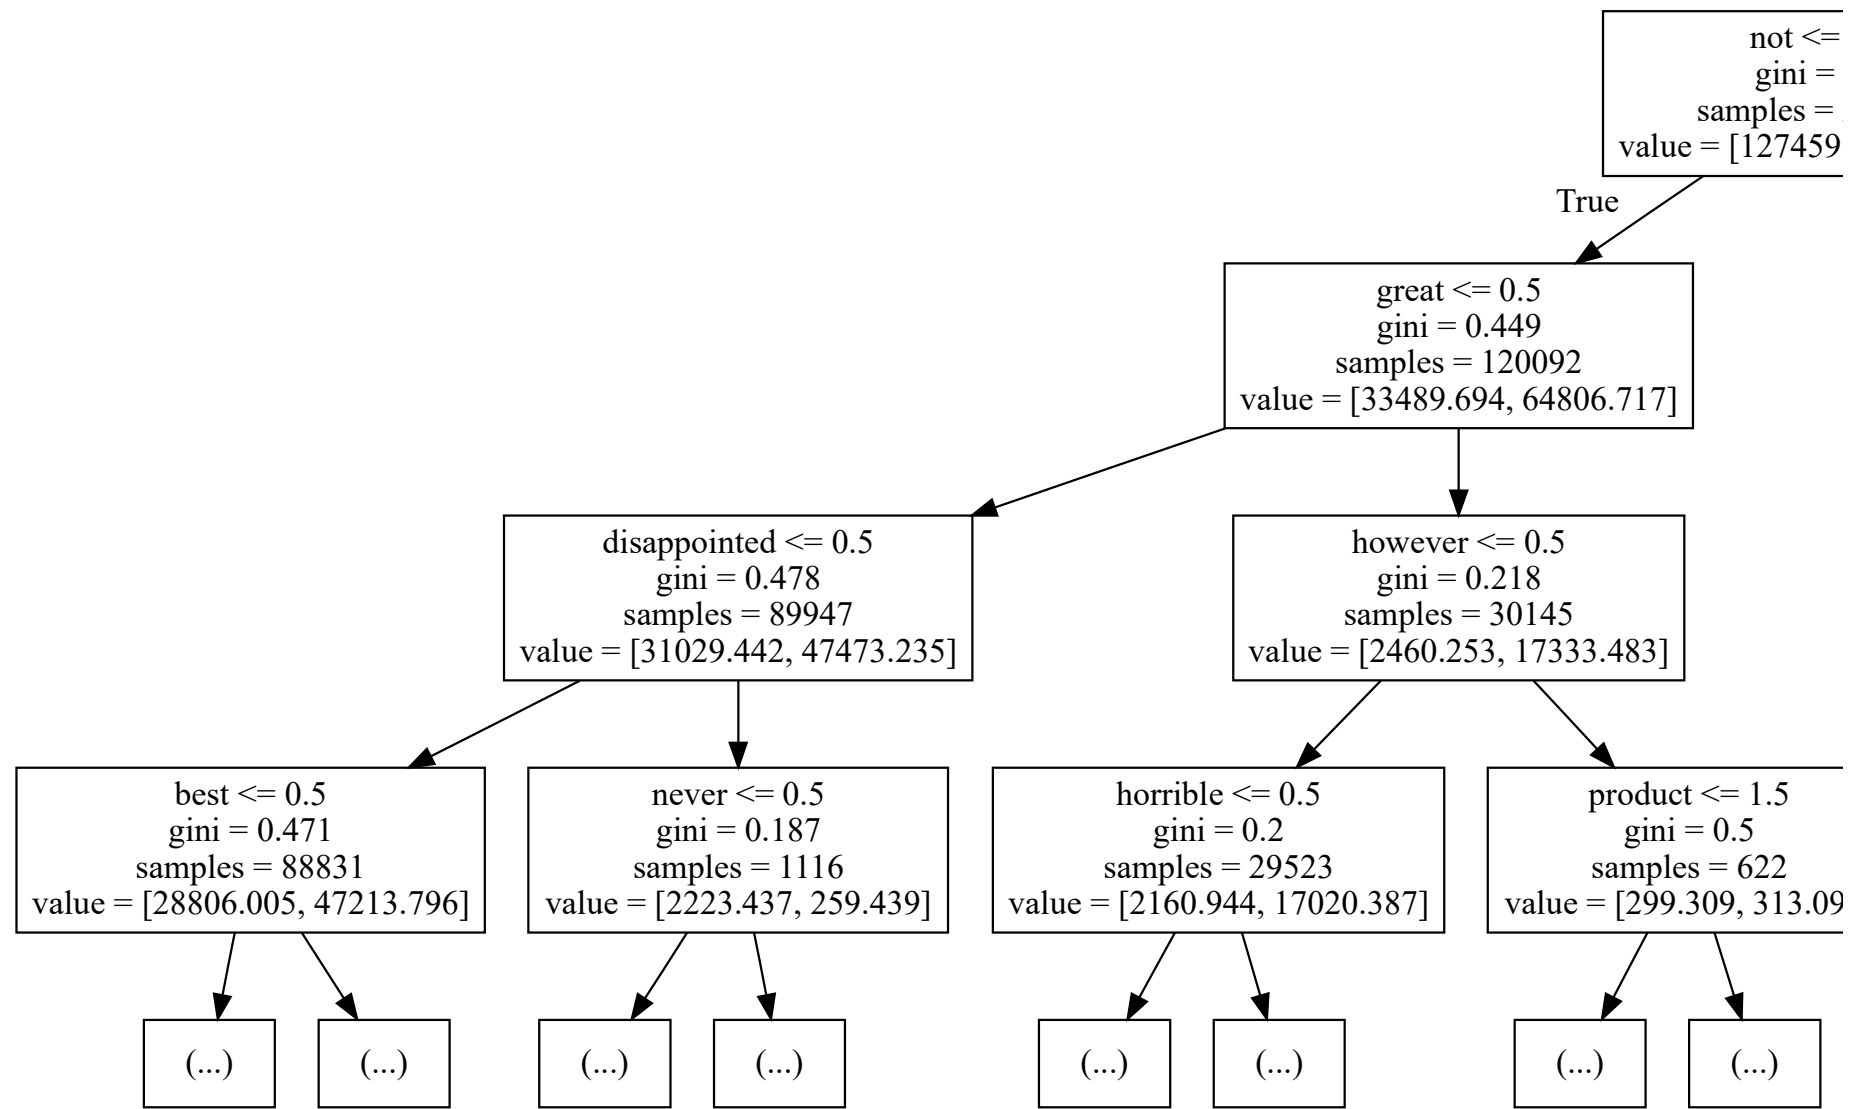 not <=
gini =
samples =
value = [127459
True
great <= 0.5
gini = 0.449
samples = 120092
value = [33489.694, 64806.717]
disappointed <= 0.5
gini = 0.478
samples = 89947
value = [31029.442, 47473.235]
however <= 0.5
gini = 0.218
samples = 30145
value = [2460.253, 17333.483]
best <= 0.5
gini = 0.471
samples = 88831
value = [28806.005, 47213.796]
never <= 0.5
gini = 0.187
samples = 1116
value = [2223.437, 259.439]
horrible <= 0.5
gini = 0.2
samples = 29523
value = [2160.944, 17020.387]
product <= 1.5
gini = 0.5
samples = 622
value = [299.309, 313.09
(...)
(...)
(...)
(...)
(...)
(...)
(...)
(...)